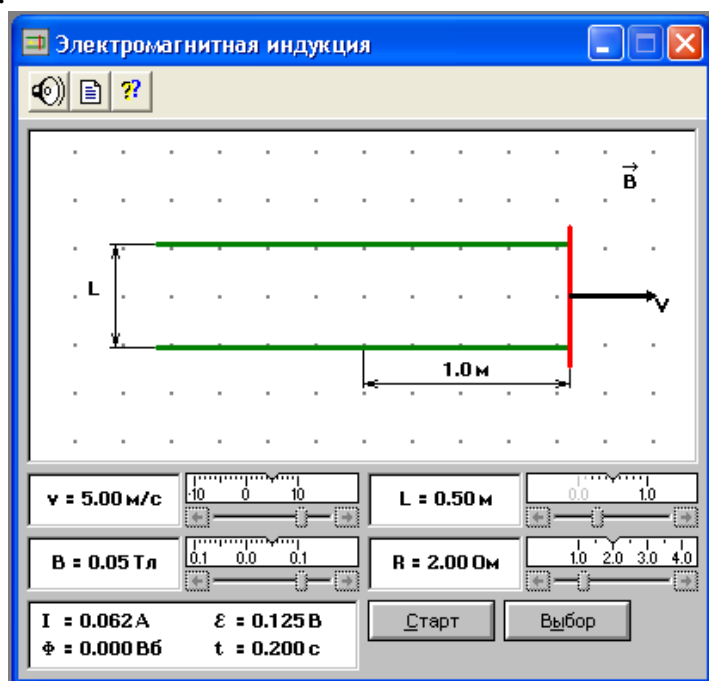 Электромагнитная индукция
??
B
L
V
1.0 м
v = 5.00 м/с
-10 0 10
L = 0.50 м
0.0 1.0
B = 0.05 Тл
0.1 0.0 0.1
R = 2.00 Ом
1.0 2.0 3.0 4.0
I = 0.062 А ε = 0.125 В
Старт
Выбор
Ф = 0.000 Вб t = 0.200 с